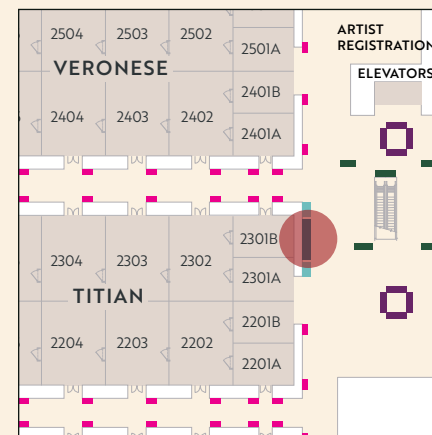 2504 2503 2502
2501A
ARTIST
REGISTRATION
VERONESE
ELEVATORS
2401B
2404 2403 2402
2401A
2301B
2304 2303 2302
2301A
TITIAN
2201B
2204 2203 2202
2201A